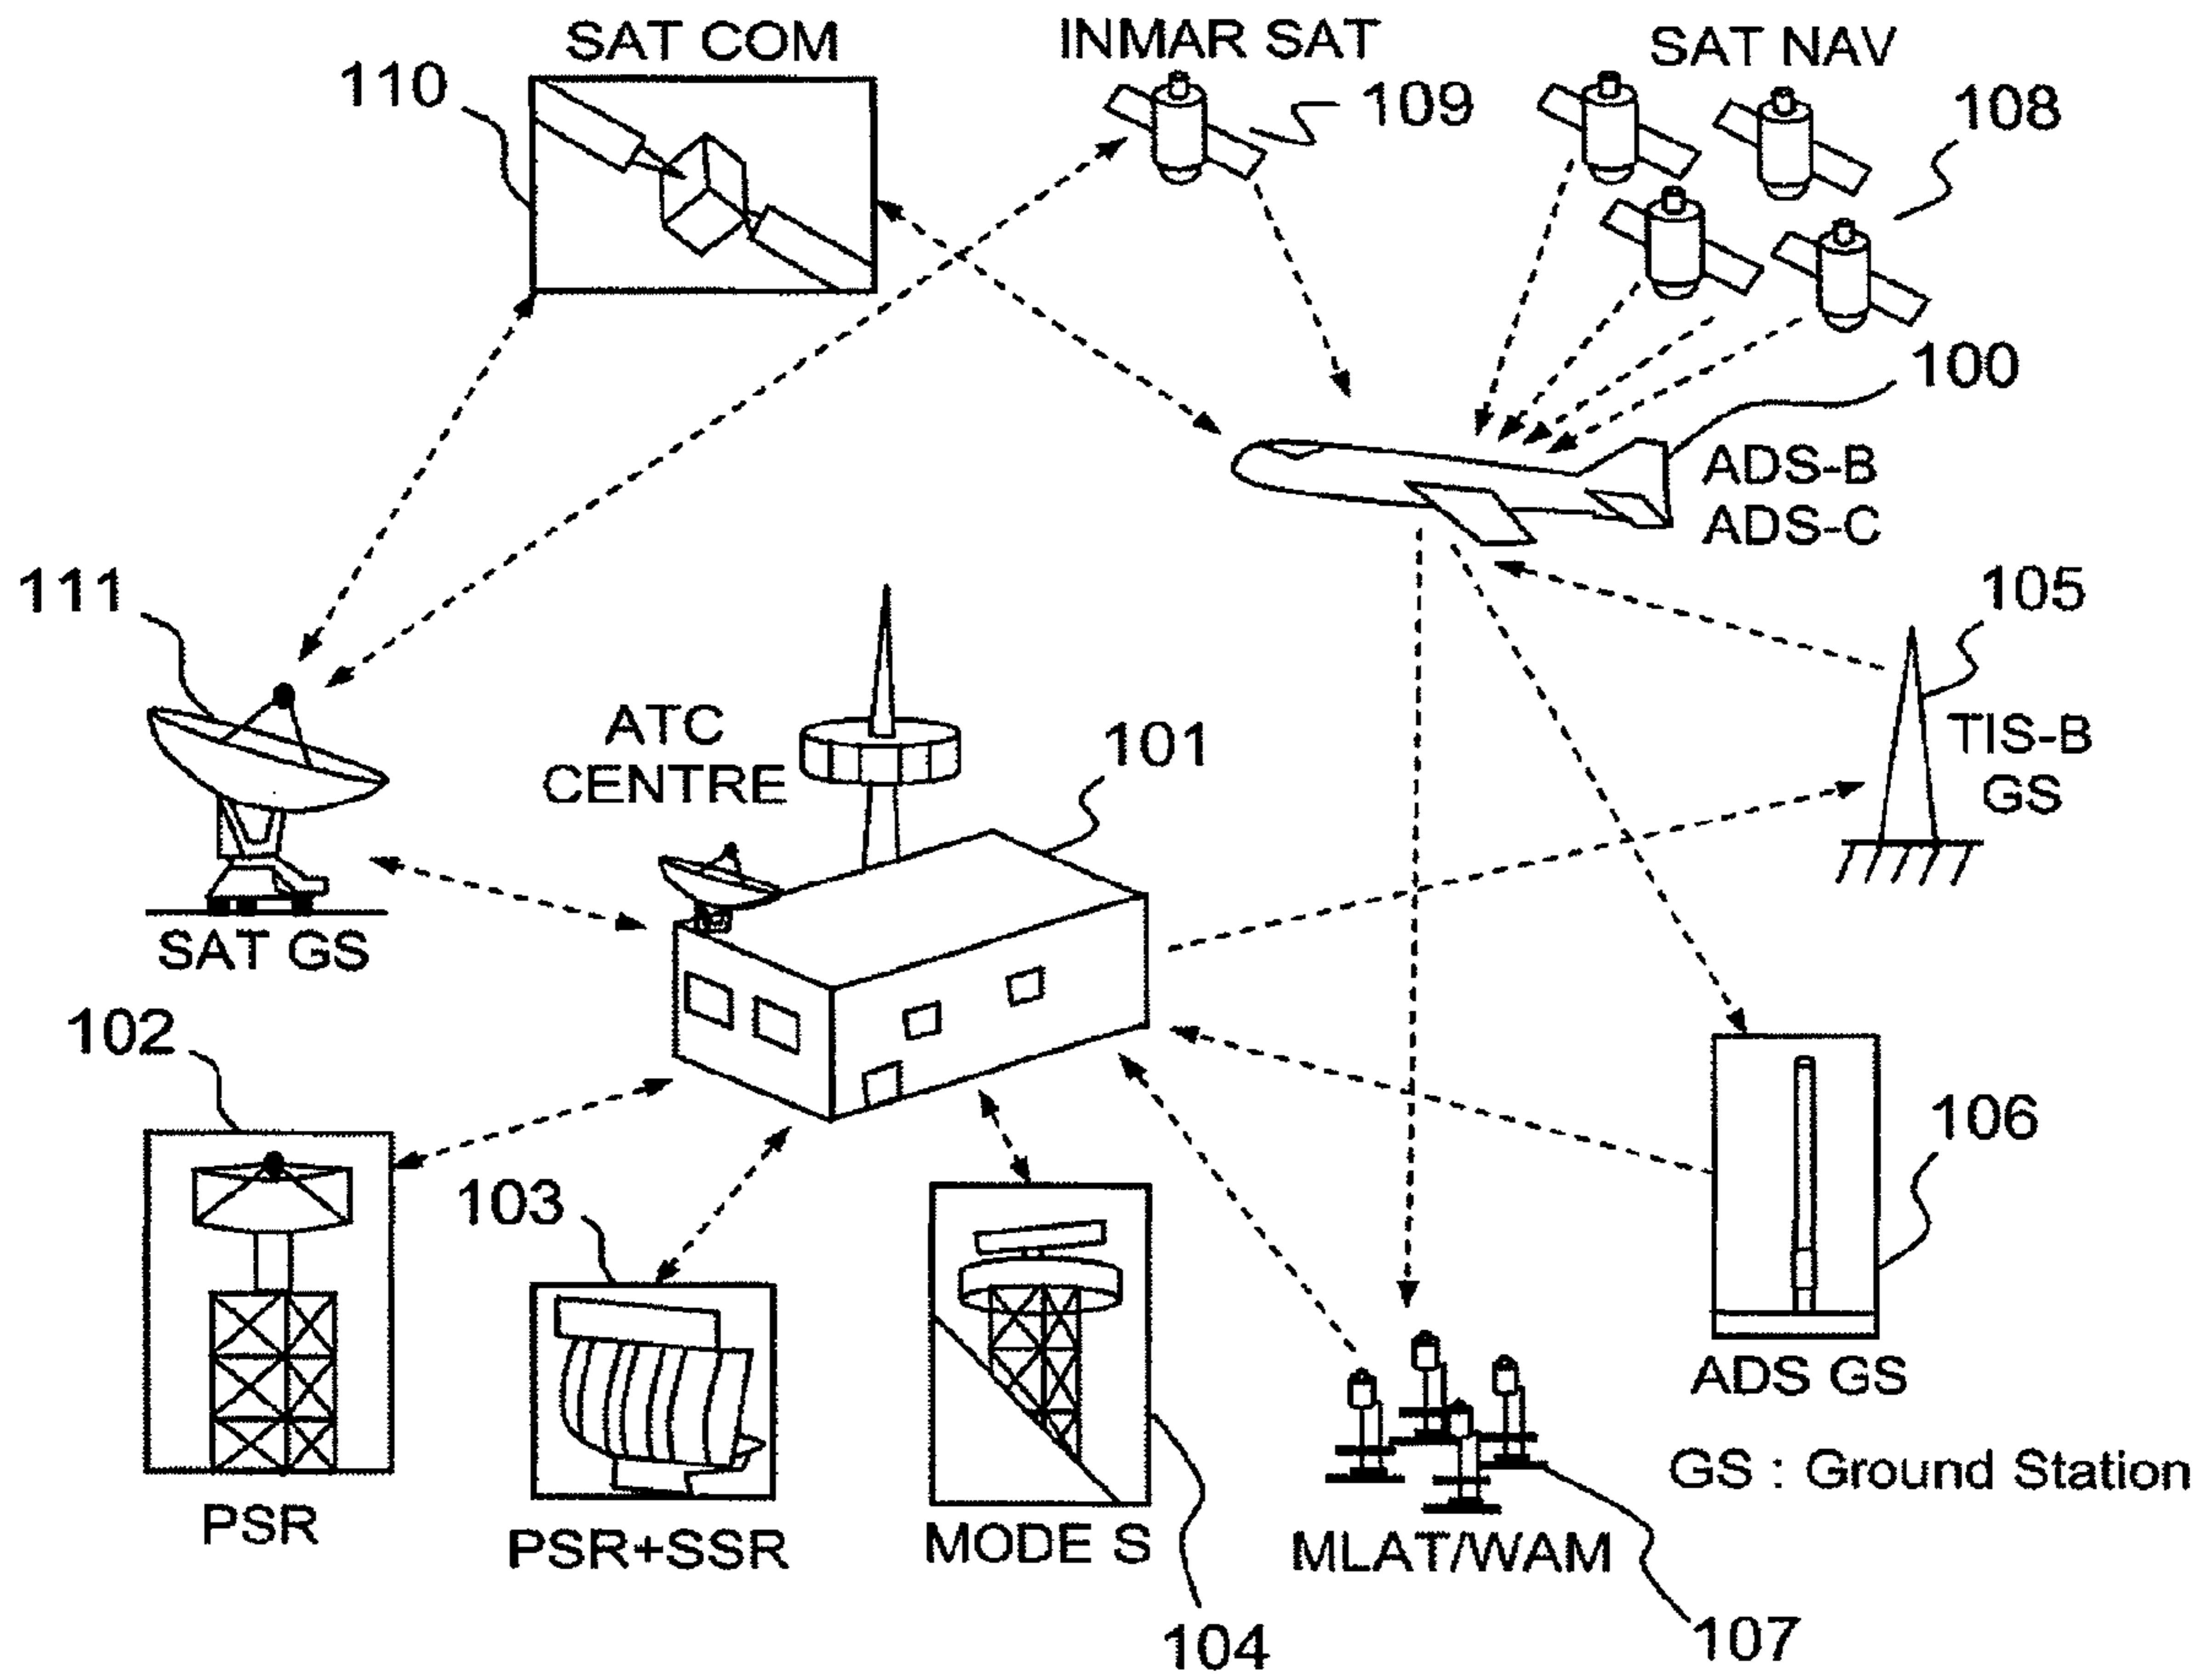 SAT COM
INMAR SAT
SAT NAV
110
109
108
100
ADS-B
ADS-C
111
105
ATC
CENTRE
101
TIS-B
GS
SAT GS
102
103
106
ADS GS
GS : Ground Station
PSR
PSR+SSR
MODE S
MLAT/WAM
104
107